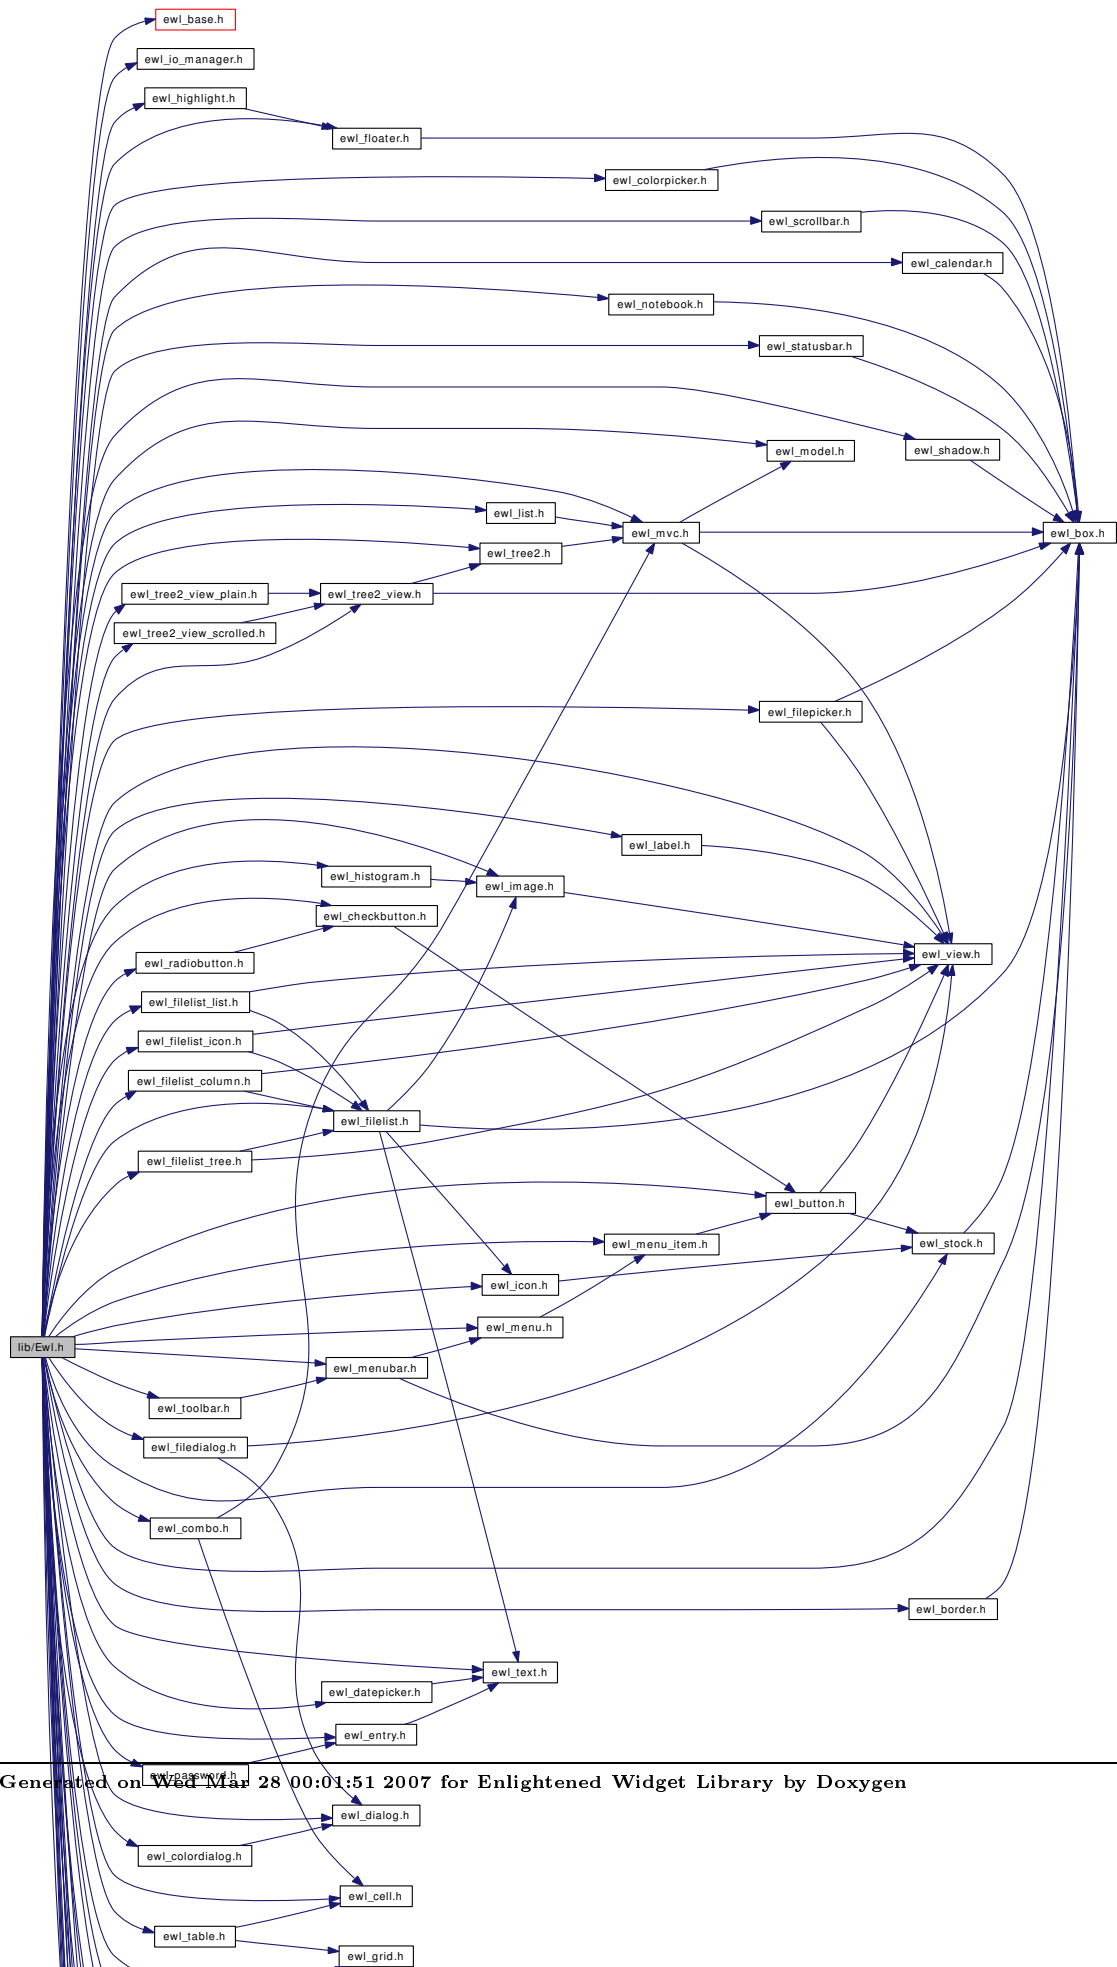 ewl_base.h
ewl_io_manager.h
ewl_highlight.h
ewl_floater.h
ewl_colorpicker.h
ewl_scrollbar.h
ewl_calendar.h
ewl_notebook.h
ewl_statusbar.h
ewl_model.h
ewl_shadow.h
ewl_list.h
ewl_mvc.h
ewl_box.h
ewl_tree2.h
ewl_tree2_view_plain.h
ewl_tree2_view.h
ewl_tree2_view_scrolled.h
ewl_filepicker.h
ewl_label.h
ewl_histogram.h
ewl_image.h
ewl_checkbutton.h
ewl_view.h
ewl_radiobutton.h
ewl_filelist_list.h
ewl_filelist_icon.h
ewl_filelist_column.h
ewl_filelist.h
ewl_filelist_tree.h
ewl_button.h
ewl_menu_item.h
ewl_stock.h
ewl_icon.h
ewl_menu.h
lib/Ewl.h
ewl_menubar.h
ewl_toolbar.h
ewl_filedialog.h
ewl_combo.h
ewl_border.h
ewl_text.h
ewl_datepicker.h
ewl_entry.h
ewl_password.h
Generated on Wed Mar 28 00:01:51 2007 for Enlightened Widget Library by Doxygen
ewl_dialog.h
ewl_colordialog.h
ewl_cell.h
ewl_table.h
ewl_grid.h